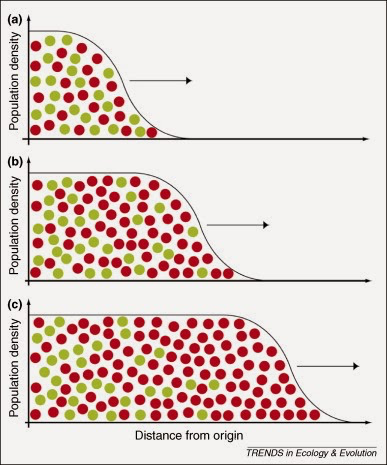 (a)
Population density
(b)
Population density
(c)
Population density
Distance from origin
TRENDS in Ecology & Evolution